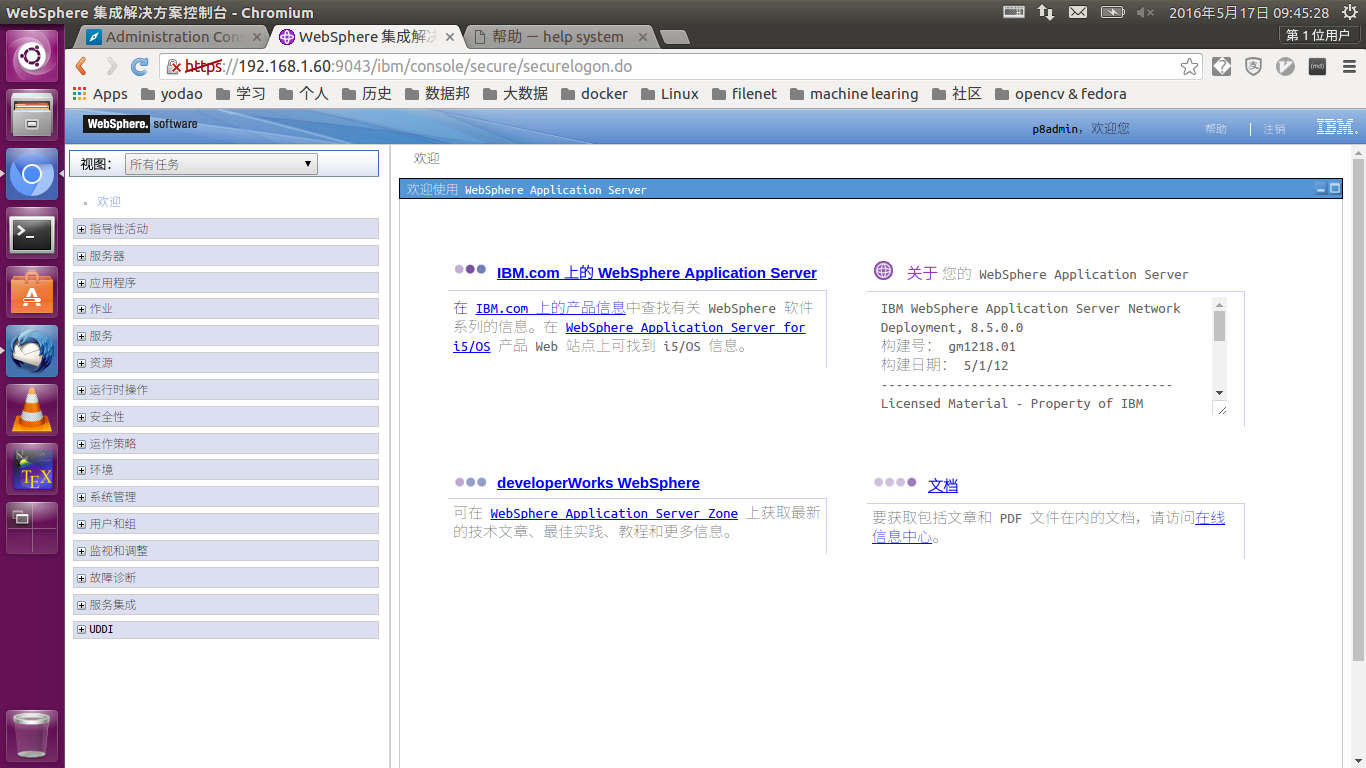 WebSphere 集成解决方案控制台 - Chromium
2016年5月17日 09:45:28
Administration Con
WebSphere 集成解决
帮助 — help system
第 1 位用户
https://192.168.1.60:9043/ibm/console/secure/securelogon.do
Apps yodao 学习 个人 历史 数据邦 大数据 docker Linux filenet machine learing 社区 opencv & fedora
WebSphere. software
p8admin，欢迎您
帮助
注销
IBM.
视图：
所有任务
欢迎
指导性活动
服务器
应用程序
作业
服务
资源
运行时操作
安全性
运作策略
环境
系统管理
用户和组
监视和调整
故障诊断
服务集成
UDDI
欢迎
欢迎使用 WebSphere Application Server
IBM.com 上的 WebSphere Application Server
在 IBM.com 上的产品信息中查找有关 WebSphere 软件
系列的信息。在 WebSphere Application Server for
i5/OS 产品 Web 站点上可找到 i5/OS 信息。
关于 您的 WebSphere Application Server
IBM WebSphere Application Server Network
Deployment, 8.5.0.0
构建号： gm1218.01
构建日期： 5/1/12
---------------------------------------
Licensed Material - Property of IBM
developerWorks WebSphere
可在 WebSphere Application Server Zone 上获取最新
的技术文章、最佳实践、教程和更多信息。
文档
要获取包括文章和 PDF 文件在内的文档，请访问在线
信息中心。